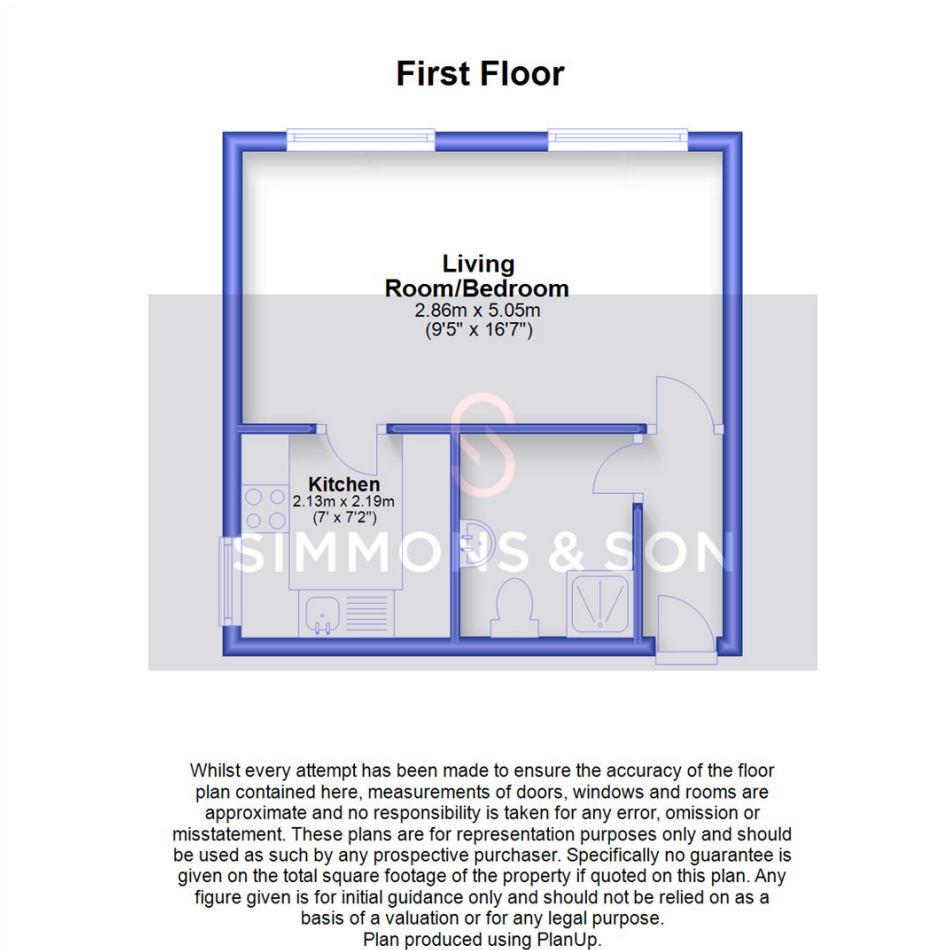 First Floor
Living
Room/Bedroom
2.86m x 5.05m
(9'5" x 16'7")
Kitchen
2.13m x 2.19m
(7' x 7'2")
SIMMONS & SON
Whilst every attempt has been made to ensure the accuracy of the floor
plan contained here, measurements of doors, windows and rooms are
approximate and no responsibility is taken for any error, omission or
misstatement. These plans are for representation purposes only and should
be used as such by any prospective purchaser. Specifically no guarantee is
given on the total square footage of the property if quoted on this plan. Any
figure given is for initial guidance only and should not be relied on as a
basis of a valuation or for any legal purpose.
Plan produced using PlanUp.